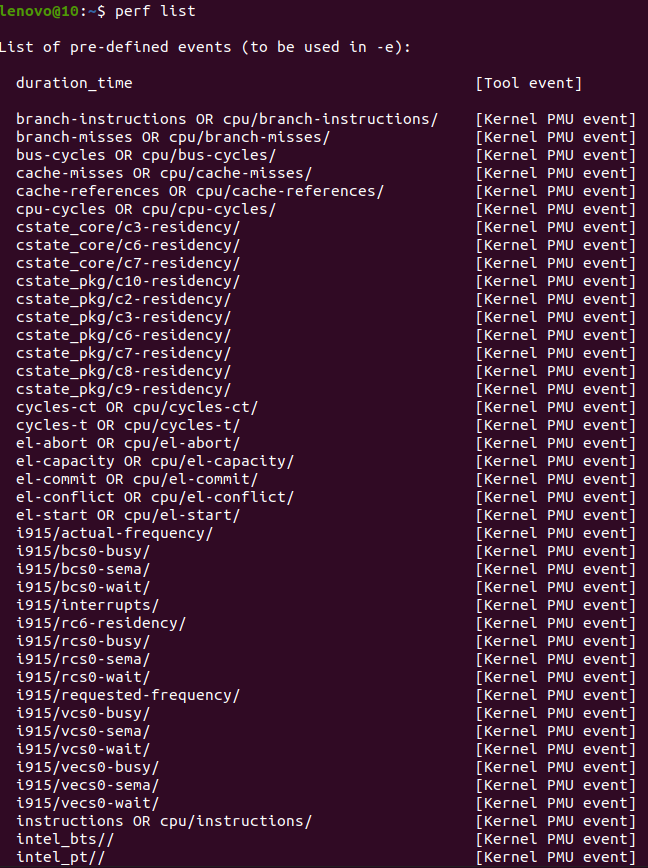 lenovo@10:~$ perf list
List of pre-defined events (to be used in -e):
duration_time [Tool event]
branch-instructions OR cpu/branch-instructions/ [Kernel PMU event]
branch-misses OR cpu/branch-misses/ [Kernel PMU event]
bus-cycles OR cpu/bus-cycles/ [Kernel PMU event]
cache-misses OR cpu/cache-misses/ [Kernel PMU event]
cache-references OR cpu/cache-references/ [Kernel PMU event]
cpu-cycles OR cpu/cpu-cycles/ [Kernel PMU event]
cstate_core/c3-residency/ [Kernel PMU event]
cstate_core/c6-residency/ [Kernel PMU event]
cstate_core/c7-residency/ [Kernel PMU event]
cstate_pkg/c10-residency/ [Kernel PMU event]
cstate_pkg/c2-residency/ [Kernel PMU event]
cstate_pkg/c3-residency/ [Kernel PMU event]
cstate_pkg/c6-residency/ [Kernel PMU event]
cstate_pkg/c7-residency/ [Kernel PMU event]
cstate_pkg/c8-residency/ [Kernel PMU event]
cstate_pkg/c9-residency/ [Kernel PMU event]
cycles-ct OR cpu/cycles-ct/ [Kernel PMU event]
cycles-t OR cpu/cycles-t/ [Kernel PMU event]
el-abort OR cpu/el-abort/ [Kernel PMU event]
el-capacity OR cpu/el-capacity/ [Kernel PMU event]
el-commit OR cpu/el-commit/ [Kernel PMU event]
el-conflict OR cpu/el-conflict/ [Kernel PMU event]
el-start OR cpu/el-start/ [Kernel PMU event]
i915/actual-frequency/ [Kernel PMU event]
i915/bcs0-busy/ [Kernel PMU event]
i915/bcs0-sema/ [Kernel PMU event]
i915/bcs0-wait/ [Kernel PMU event]
i915/interrupts/ [Kernel PMU event]
i915/rc6-residency/ [Kernel PMU event]
i915/rcs0-busy/ [Kernel PMU event]
i915/rcs0-sema/ [Kernel PMU event]
i915/rcs0-wait/ [Kernel PMU event]
i915/requested-frequency/ [Kernel PMU event]
i915/vcs0-busy/ [Kernel PMU event]
i915/vcs0-sema/ [Kernel PMU event]
i915/vcs0-wait/ [Kernel PMU event]
i915/vecs0-busy/ [Kernel PMU event]
i915/vecs0-sema/ [Kernel PMU event]
i915/vecs0-wait/ [Kernel PMU event]
instructions OR cpu/instructions/ [Kernel PMU event]
intel_bts// [Kernel PMU event]
intel_pt// [Kernel PMU event]